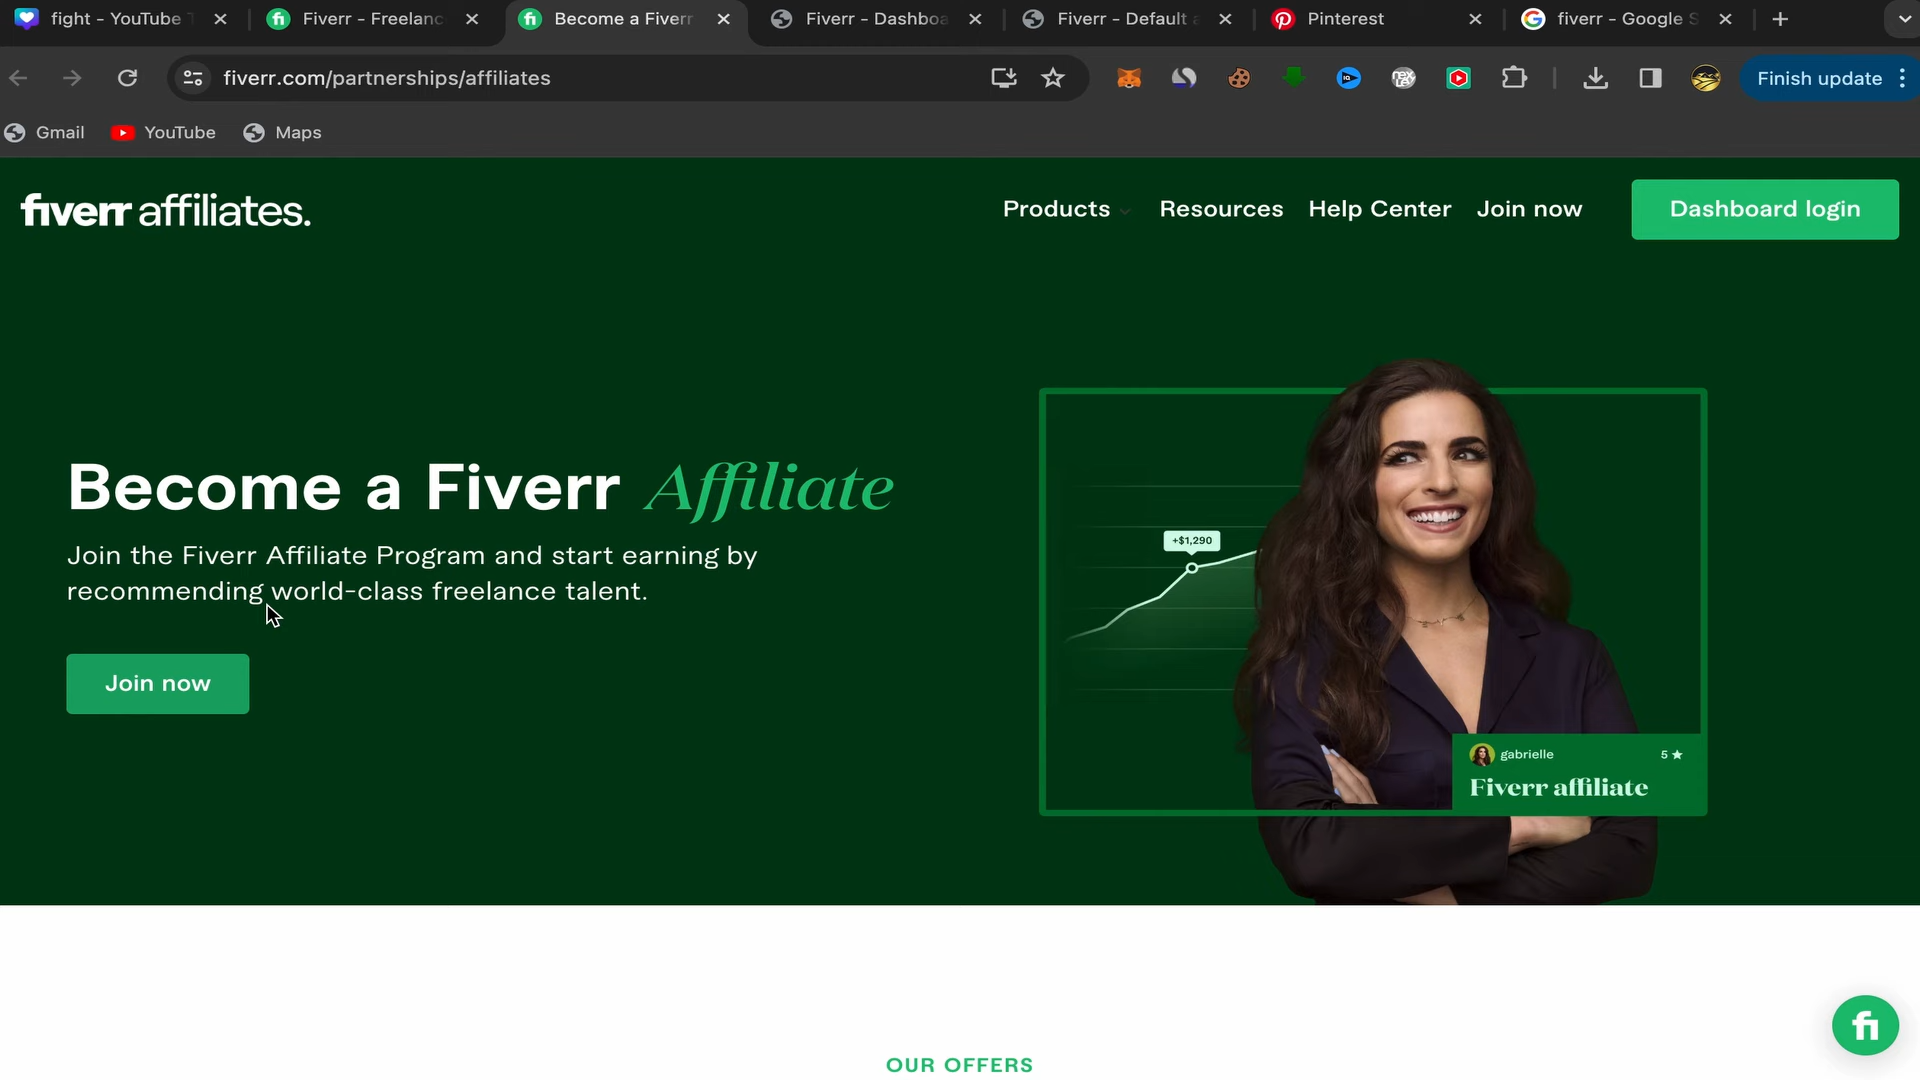 fight - YouTube
Fiverr - Freelanc
Become a Fiverr
Fiverr - Dashboa
Fiverr - Default
Pinterest
fiverr - Google S
fiverr.com/partnerships/affiliates
Finish update
Gmail
YouTube
Maps
fiverr affiliates.
Products
Resources
Help Center
Join now
Dashboard login
Become a Fiverr Affiliate
Join the Fiverr Affiliate Program and start earning by
recommending world-class freelance talent.
Join now
+$1,290
gabrielle
5
Fiverr affiliate
OUR OFFERS
fi